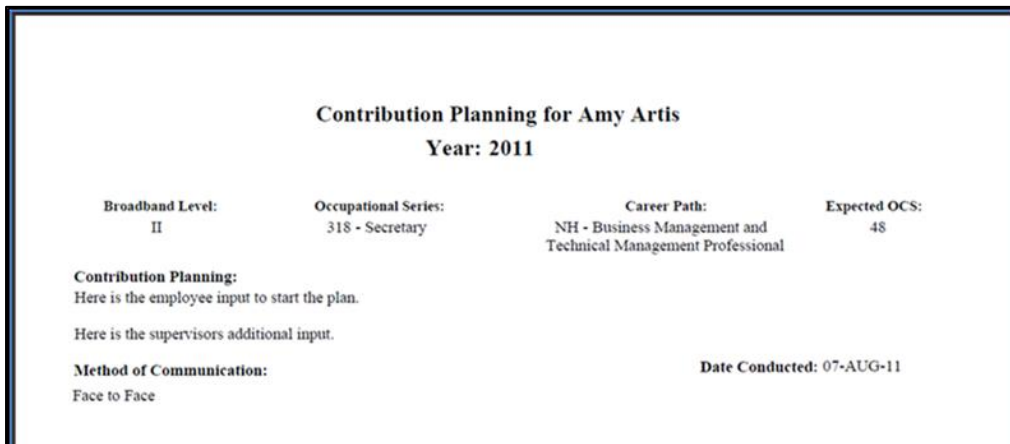 Contribution Planning for Amy Artis
Year: 2011
Broadband Level: Occupational Series: Career Path: Expected OCS:
II 318 - Secretary NH - Business Management and 48
Technical Management Professional
Contribution Planning:
Here is the employee input to start the plan.
Here is the supervisors additional input.
Method of Communication: Date Conducted: 07-AUG-11
Face to Face